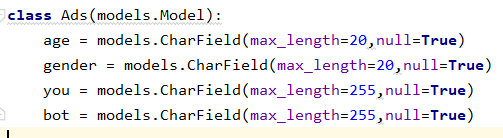 class Ads(models.Model):
    age = models.CharField(max_length=20,null=True)
    gender = models.CharField(max_length=20,null=True)
    you = models.CharField(max_length=255,null=True)
    bot = models.CharField(max_length=255,null=True)